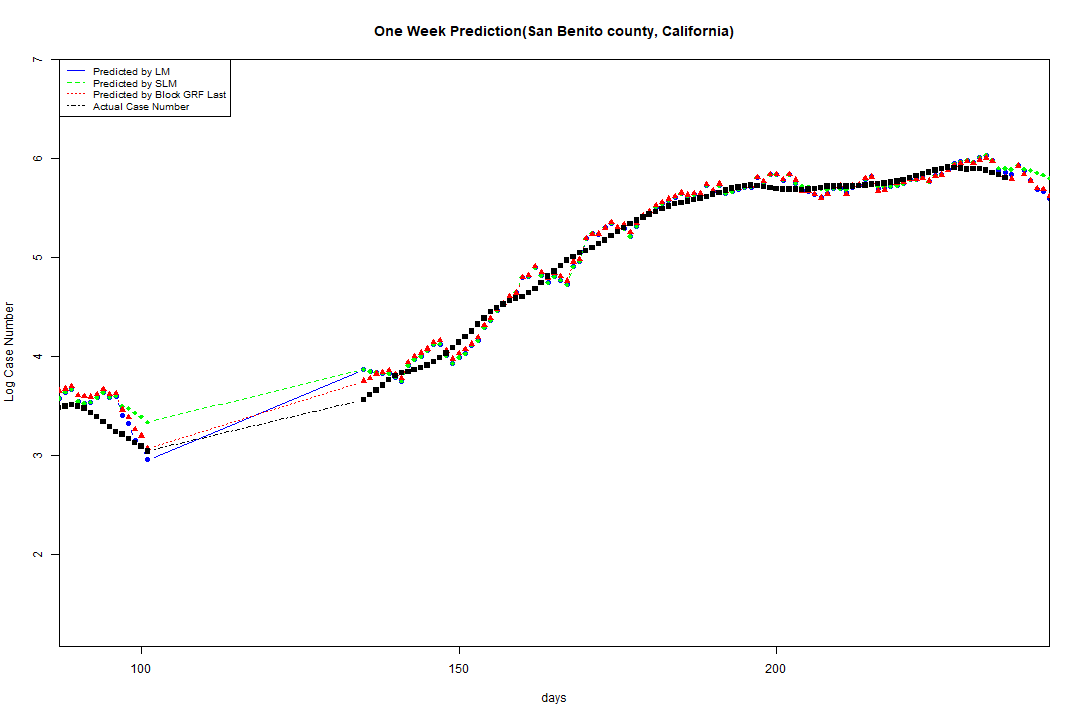 One Week Prediction(San Benito county, California)
Predicted by LM
Predicted by SLM
Predicted by Block GRF Last
Actual Case Number
7
6
5
4
3
2
Log Case Number
100 150 200
days